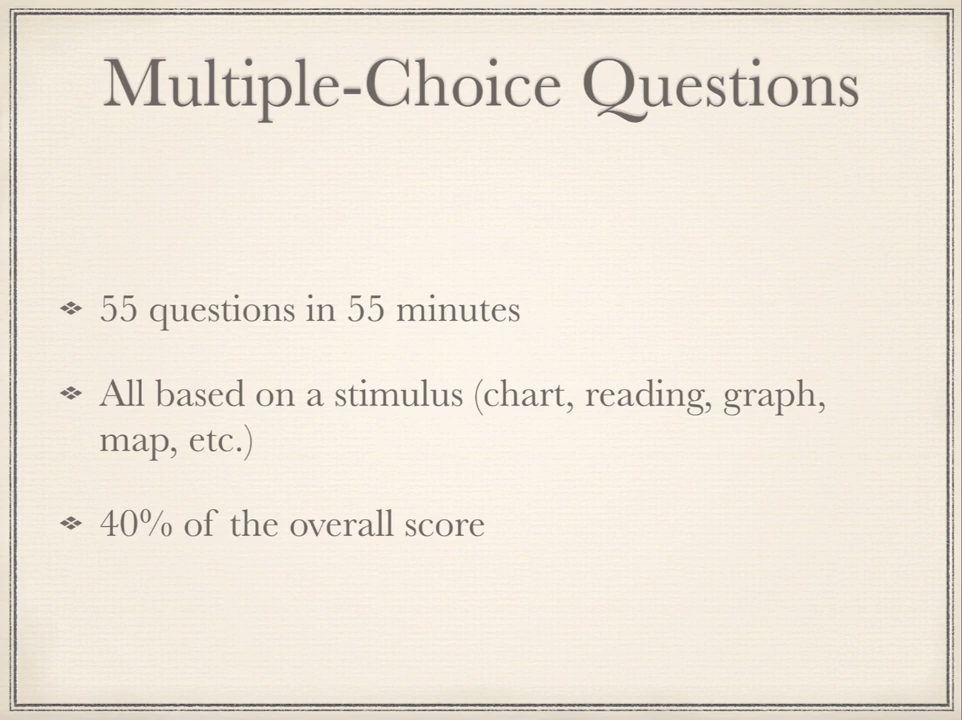 Multiple-Choice Questions
55 questions in 55 minutes
All based on a stimulus (chart, reading, graph,
map, etc.)
40% of the overall score